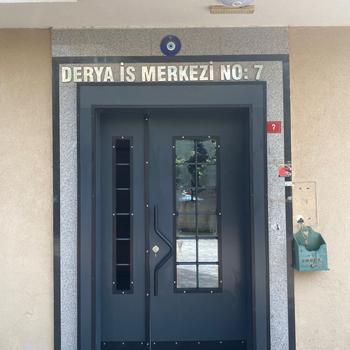 DERYA İS MERKEZİ NO: 7
?